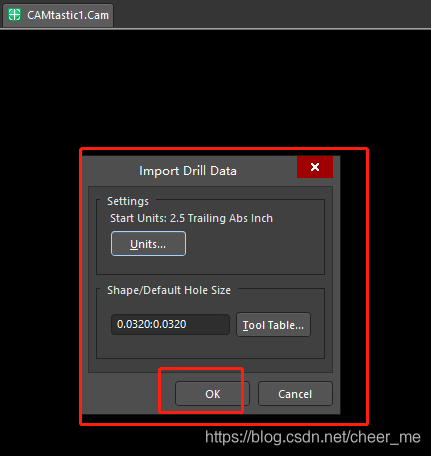 CAMtastic1.Cam
Import Drill Data
Settings
Start Units: 2.5 Trailing Abs Inch
Units...
Shape/Default Hole Size
0.0320:0.0320
Tool Table...
OK
Cancel
https://blog.csdn.net/cheer_me